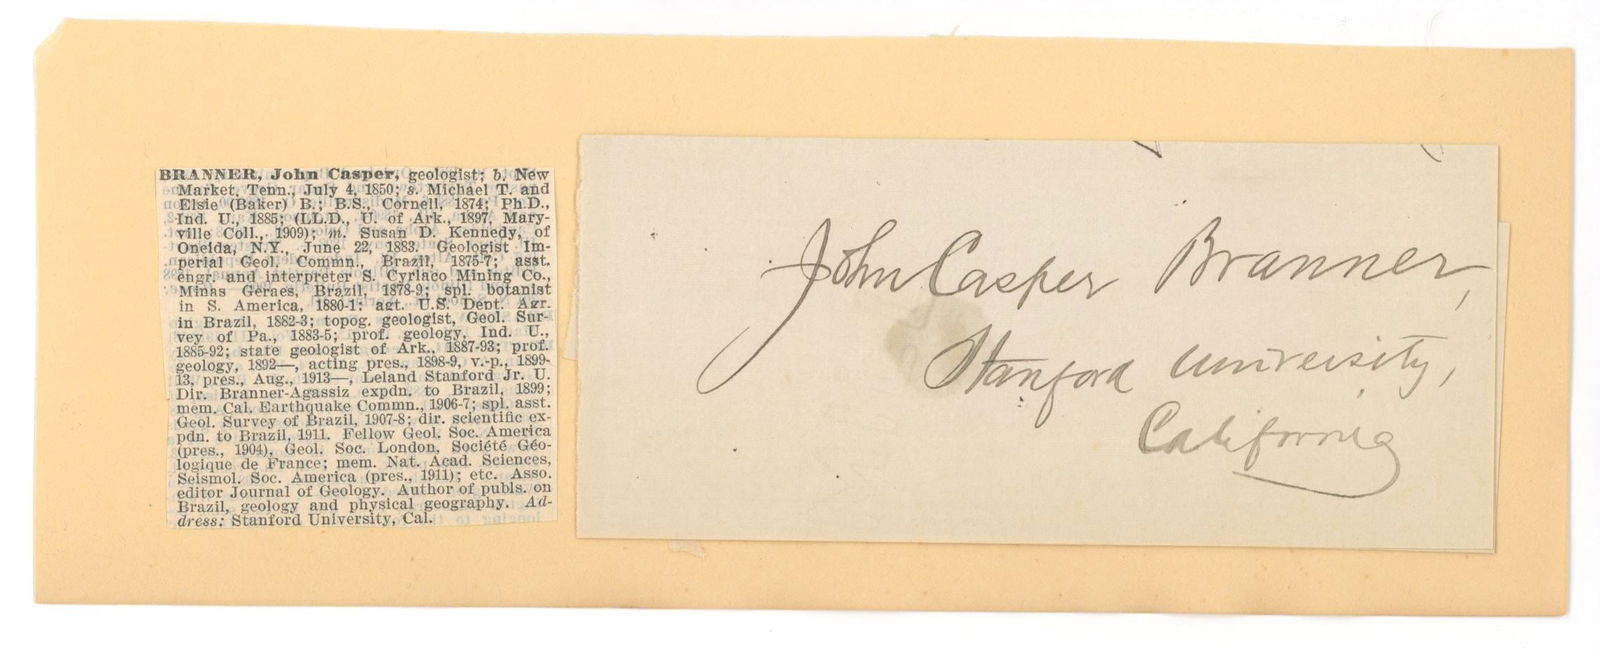 BRANNER, John Casper, geologist; b. New
Market, Tenn., July 4, 1850; s. Michael T. and
Elsie (Baker) B.; B.S., Cornell, 1874; Ph.D.,
Ind. U., 1885; (LL.D., U. of Ark., 1897, Mary-
ville Coll., 1909); m. Susan D. Kennedy, of
Oneida, N.Y., June 22, 1883. Geologist Im-
perial Geol. Commn., Brazil, 1875-7; asst.
engr. and interpreter S. Cyriaco Mining Co.,
Minas Geraes, Brazil, 1878-9; spl. botanist
in S. America, 1880-1; agt. U.S. Dept. Agr.
in Brazil, 1882-3; topog. geologist, Geol. Sur-
vey of Pa., 1883-5; prof. geology, Ind. U.,
1885-92; state geologist of Ark., 1887-93; prof.
geology, 1892—, acting pres., 1898-9, v.-p., 1899-
13, pres., Aug., 1913—, Leland Stanford Jr. U.
Dir. Branner-Agassiz expdn. to Brazil, 1899;
mem. Cal. Earthquake Commn., 1906-7; spl. asst.
Geol. Survey of Brazil, 1907-8; dir. scientific ex-
pdn. to Brazil, 1911. Fellow Geol. Soc. America
(pres., 1904), Geol. Soc. London, Société Géo-
logique de France; mem. Nat. Acad. Sciences,
Seismol. Soc. America (pres., 1911); etc. Asso.
editor Journal of Geology. Author of publs. on
Brazil, geology and physical geography. Ad-
dress: Stanford University, Cal.
John Casper Branner,
Stanford University,
California